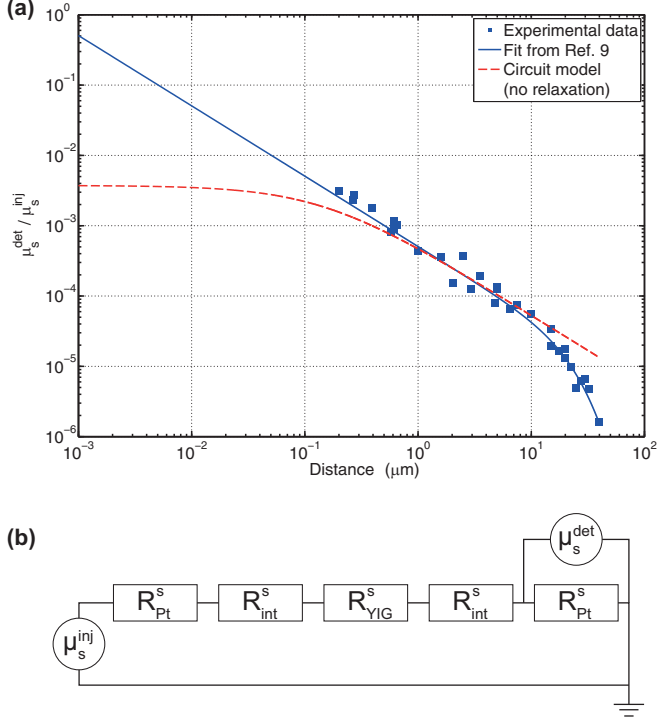 (a)
10^0
10^-1
10^-2
10^-3
10^-4
10^-5
10^-6
μ_s^det / μ_s^inj
Experimental data
Fit from Ref. 9
Circuit model
(no relaxation)
10^-3 10^-2 10^-1 10^0 10^1 10^2
Distance (μm)
(b)
μ_s^det
R_Pt^s R_int^s R_YIG^s R_int^s R_Pt^s
μ_s^inj